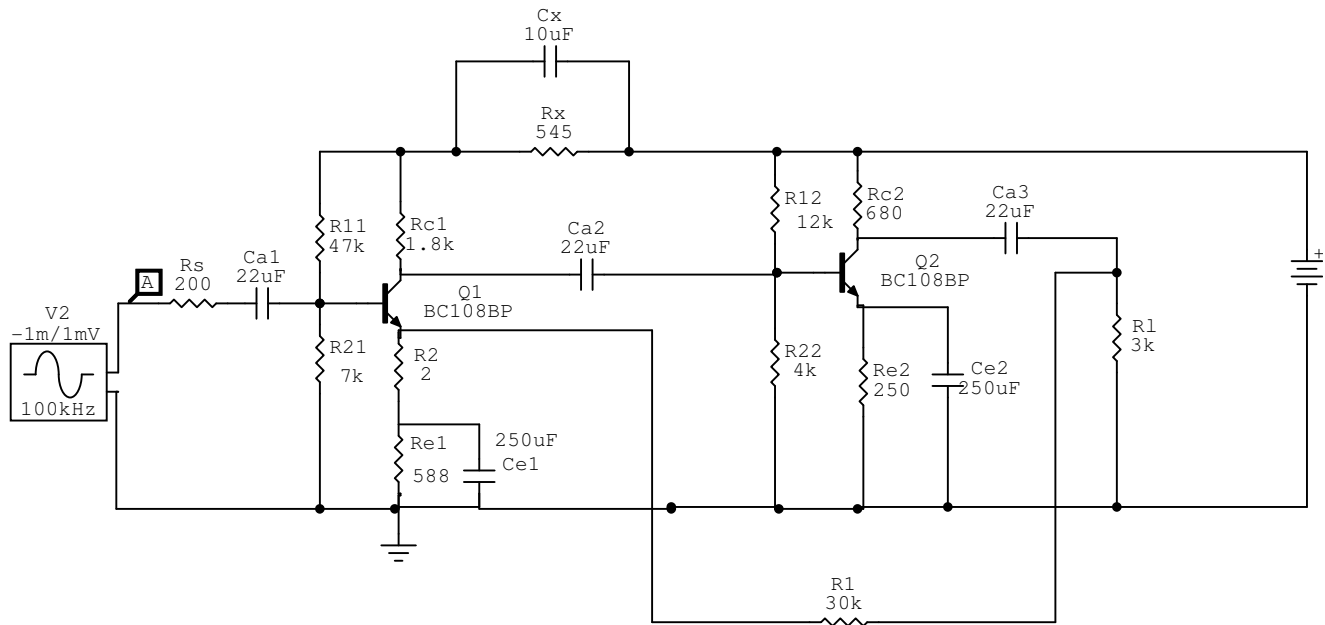 Cx
10uF
Rx
545
R11
47k
Rc1
1.8k
Ca2
22uF
R12
12k
Rc2
680
Ca3
22uF
A
Rs
200
Ca1
22uF
Q1
BC108BP
Q2
BC108BP
+
V2
-1m/1mV
100kHz
R21
7k
R2
2
R22
4k
Re2
250
Ce2
250uF
Rl
3k
Re1
588
250uF
Ce1
R1
30k